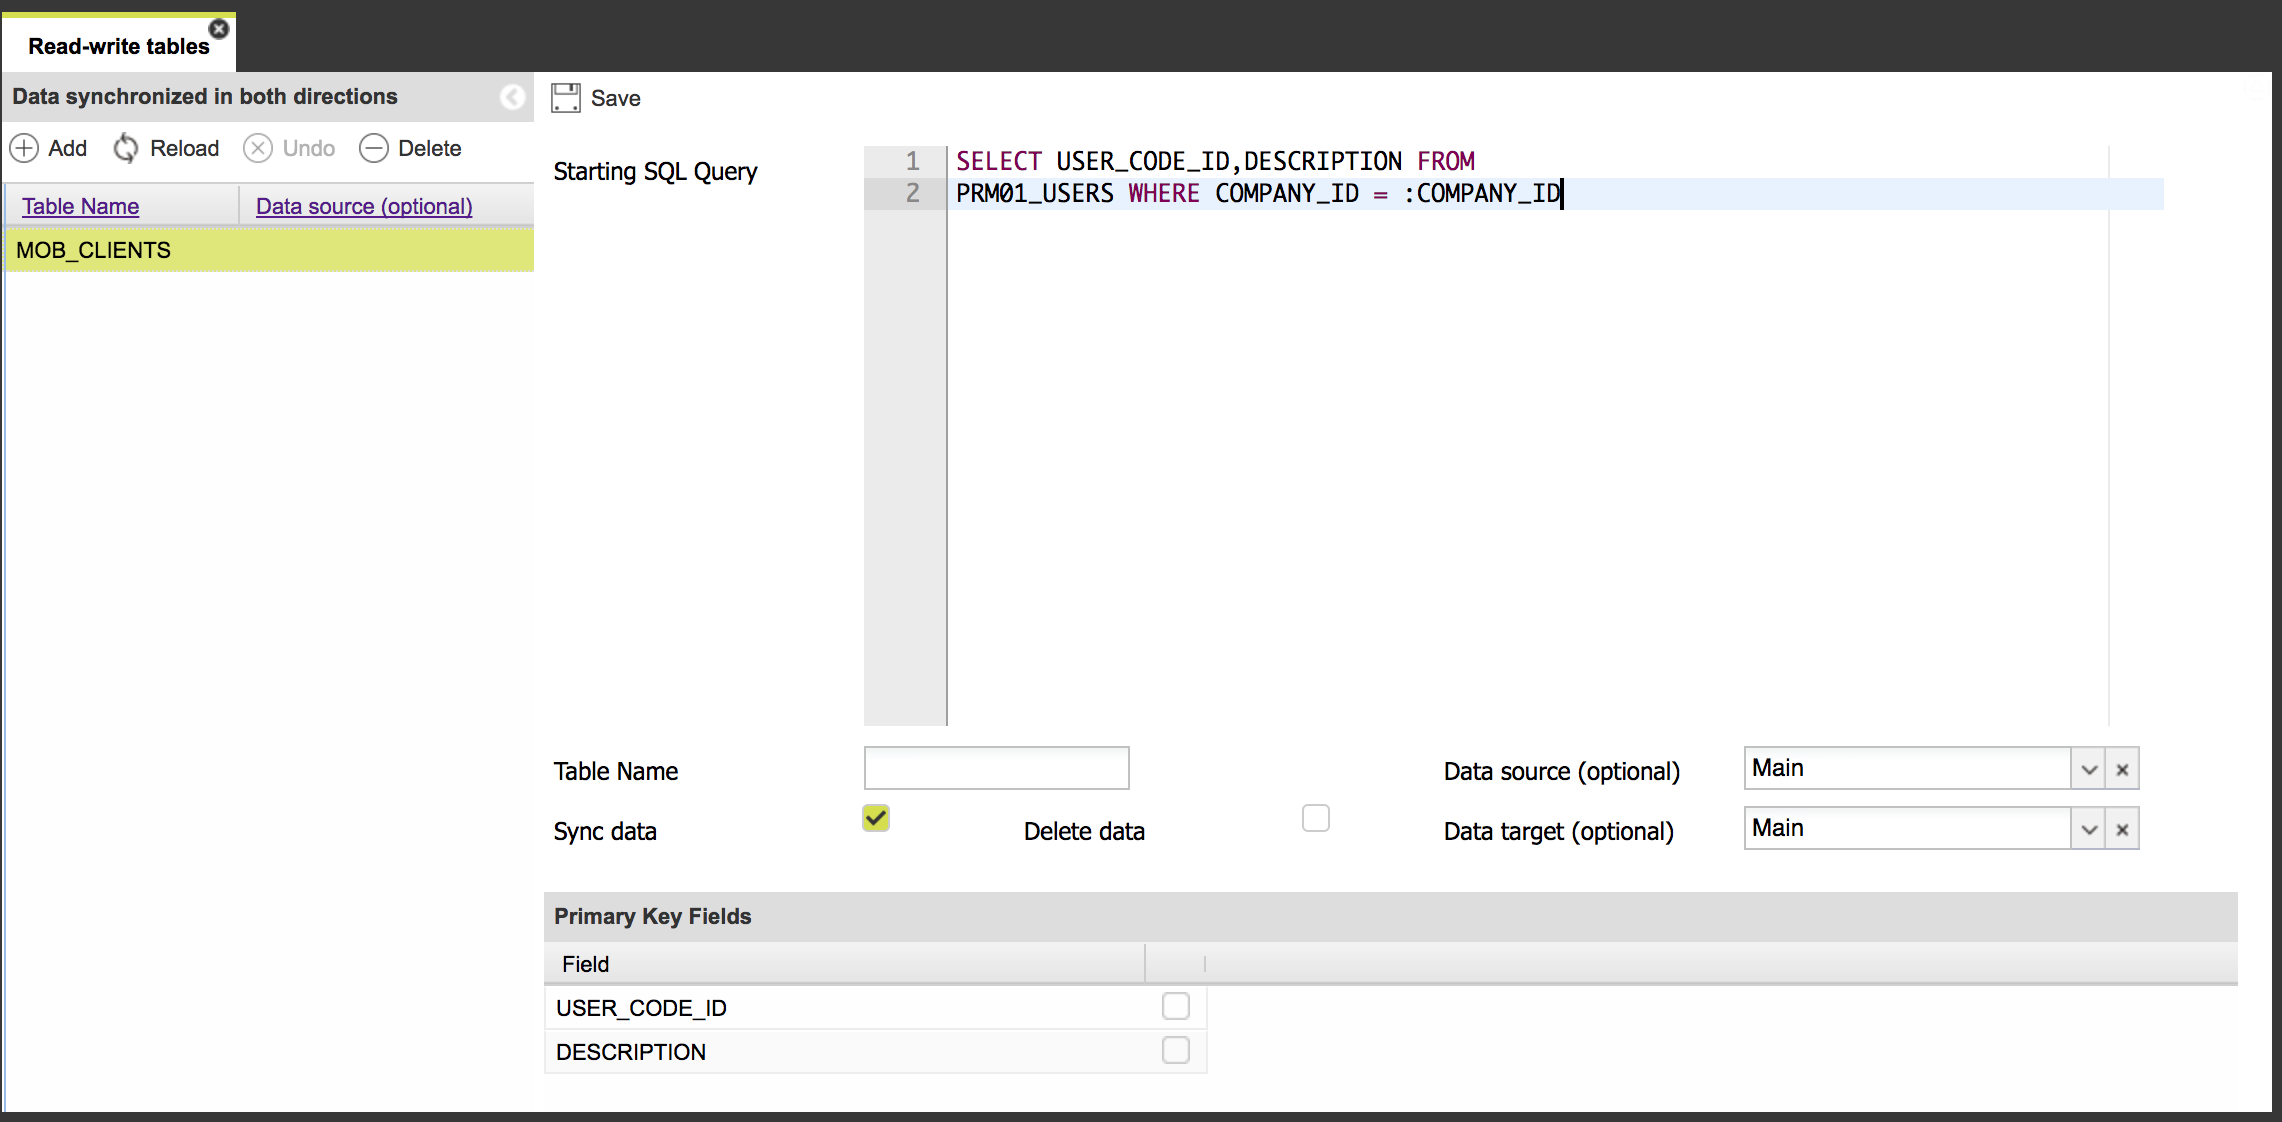 Read-write tables
Data synchronized in both directions
Save
Add Reload Undo Delete
Starting SQL Query
1 SELECT USER_CODE_ID,DESCRIPTION FROM
2 PRM01_USERS WHERE COMPANY_ID = :COMPANY_ID
Table Name Data source (optional)
MOB_CLIENTS
Table Name Data source (optional) Main
Sync data Delete data Data target (optional) Main
Primary Key Fields
Field
USER_CODE_ID
DESCRIPTION